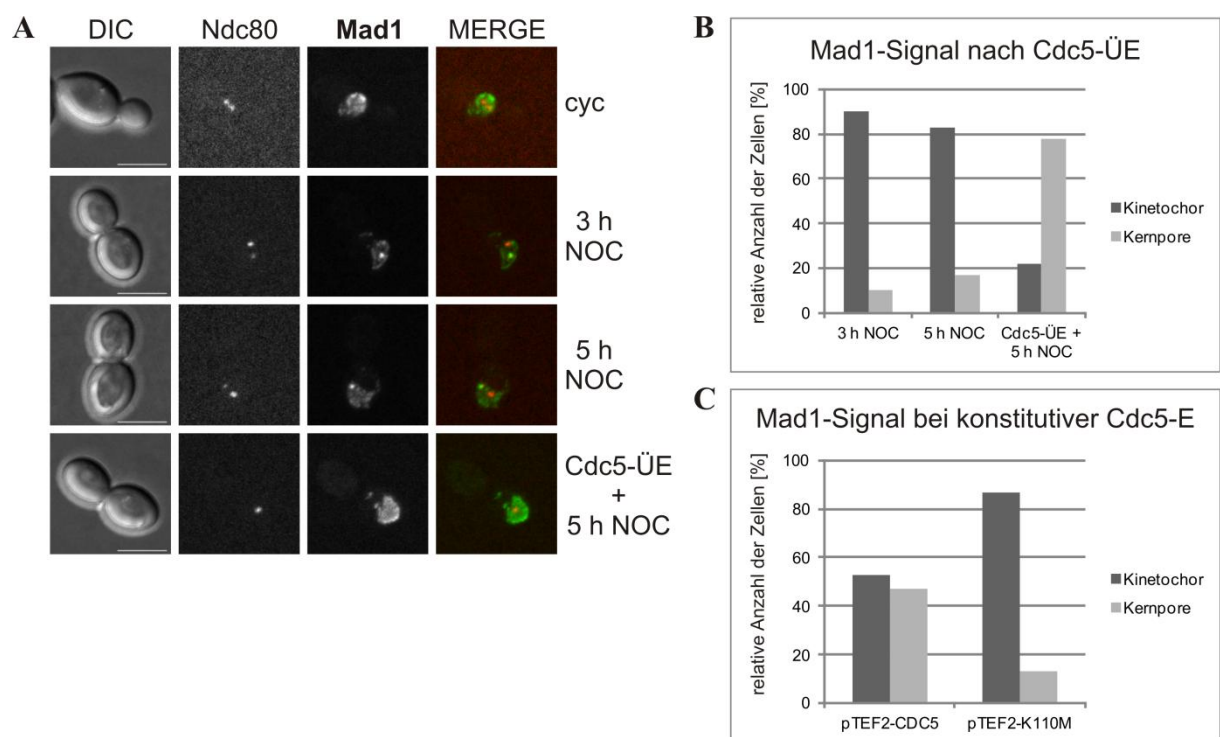 A
DIC
Ndc80
Mad1
MERGE
cyc
3 h
NOC
5 h
NOC
Cdc5-ÜE
+
5 h NOC
B
Mad1-Signal nach Cdc5-ÜE
relative Anzahl der Zellen [%]
100
80
60
40
20
0
3 h NOC
5 h NOC
Cdc5-ÜE +
5 h NOC
Kinetochor
Kernpore
C
Mad1-Signal bei konstitutiver Cdc5-E
relative Anzahl der Zellen [%]
100
80
60
40
20
0
pTEF2-CDC5
pTEF2-K110M
Kinetochor
Kernpore